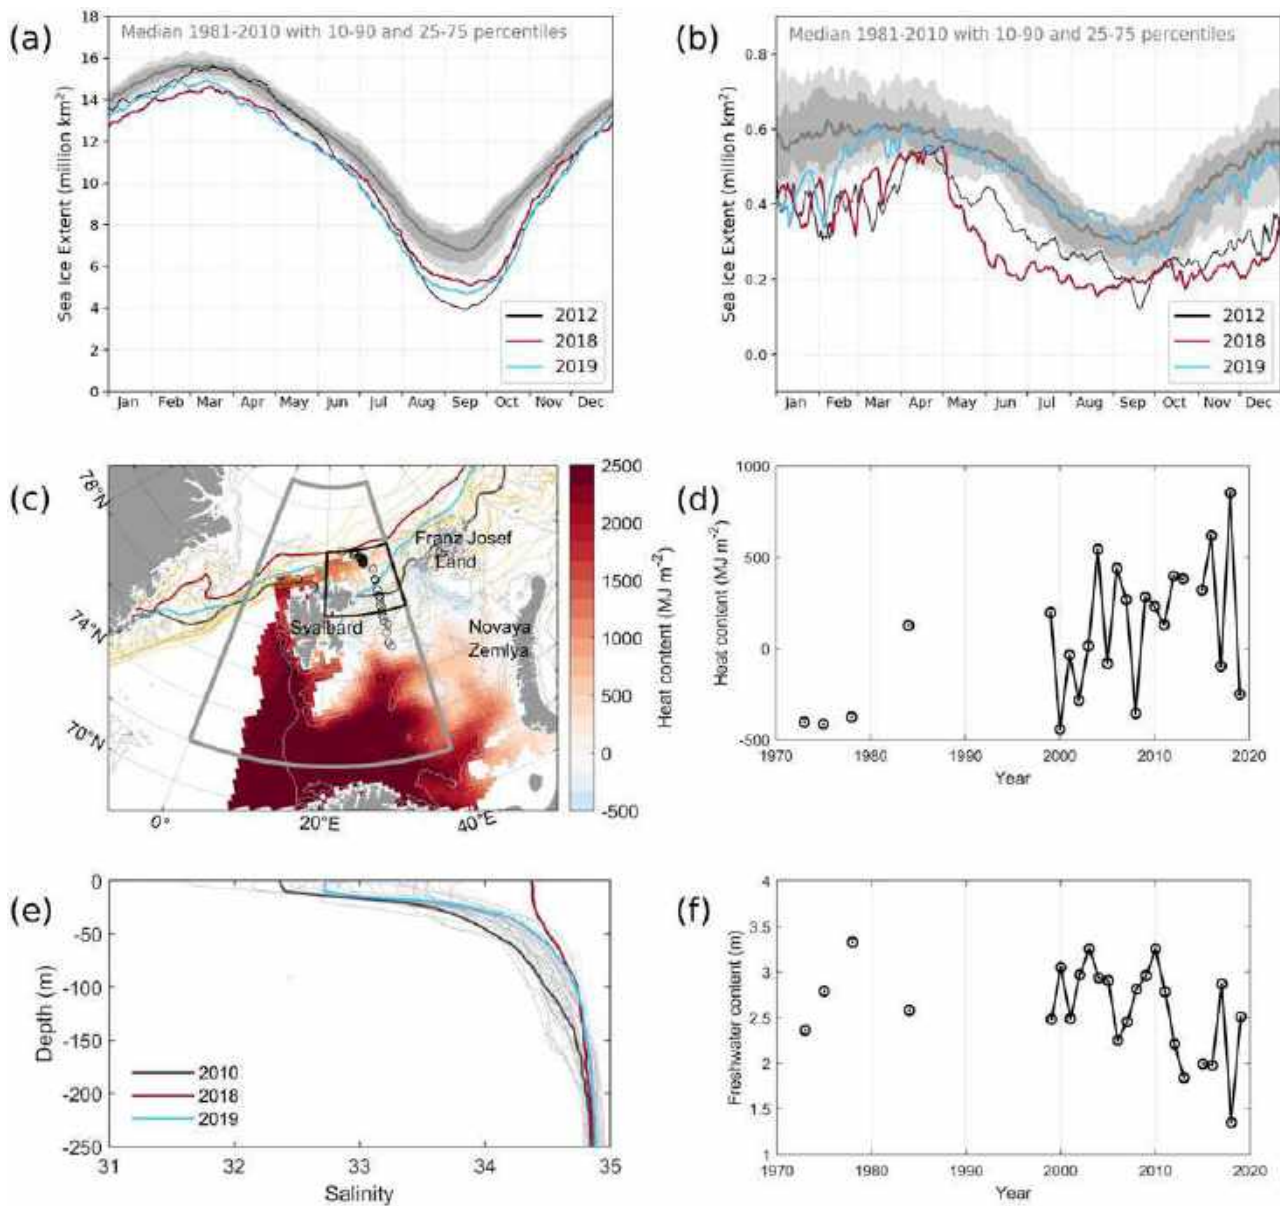 (a)
Median 1981-2010 with 10-90 and 25-75 percentiles
Sea Ice Extent (million km²)
18
16
14
12
10
8
6
4
2
0
2012
2018
2019
Jan Feb Mar Apr May Jun Jul Aug Sep Oct Nov Dec
(b)
Median 1981-2010 with 10-90 and 25-75 percentiles
Sea Ice Extent (million km²)
0.8
0.6
0.4
0.2
0.0
2012
2018
2019
Jan Feb Mar Apr May Jun Jul Aug Sep Oct Nov Dec
(c)
78°N
74°N
70°N
0°
20°E
40°E
Franz Josef
Land
Svalbard
Novaya
Zemlya
2500
2000
1500
1000
500
0
-500
Heat content (MJ m⁻²)
(d)
Heat content (MJ m⁻²)
1000
500
0
-500
1970 1980 1990 2000 2010 2020
Year
(e)
Depth (m)
0
-50
-100
-150
-200
-250
2010
2018
2019
31 32 33 34 35
Salinity
(f)
Freshwater content (m)
4
3.5
3
2.5
2
1.5
1
1970 1980 1990 2000 2010 2020
Year